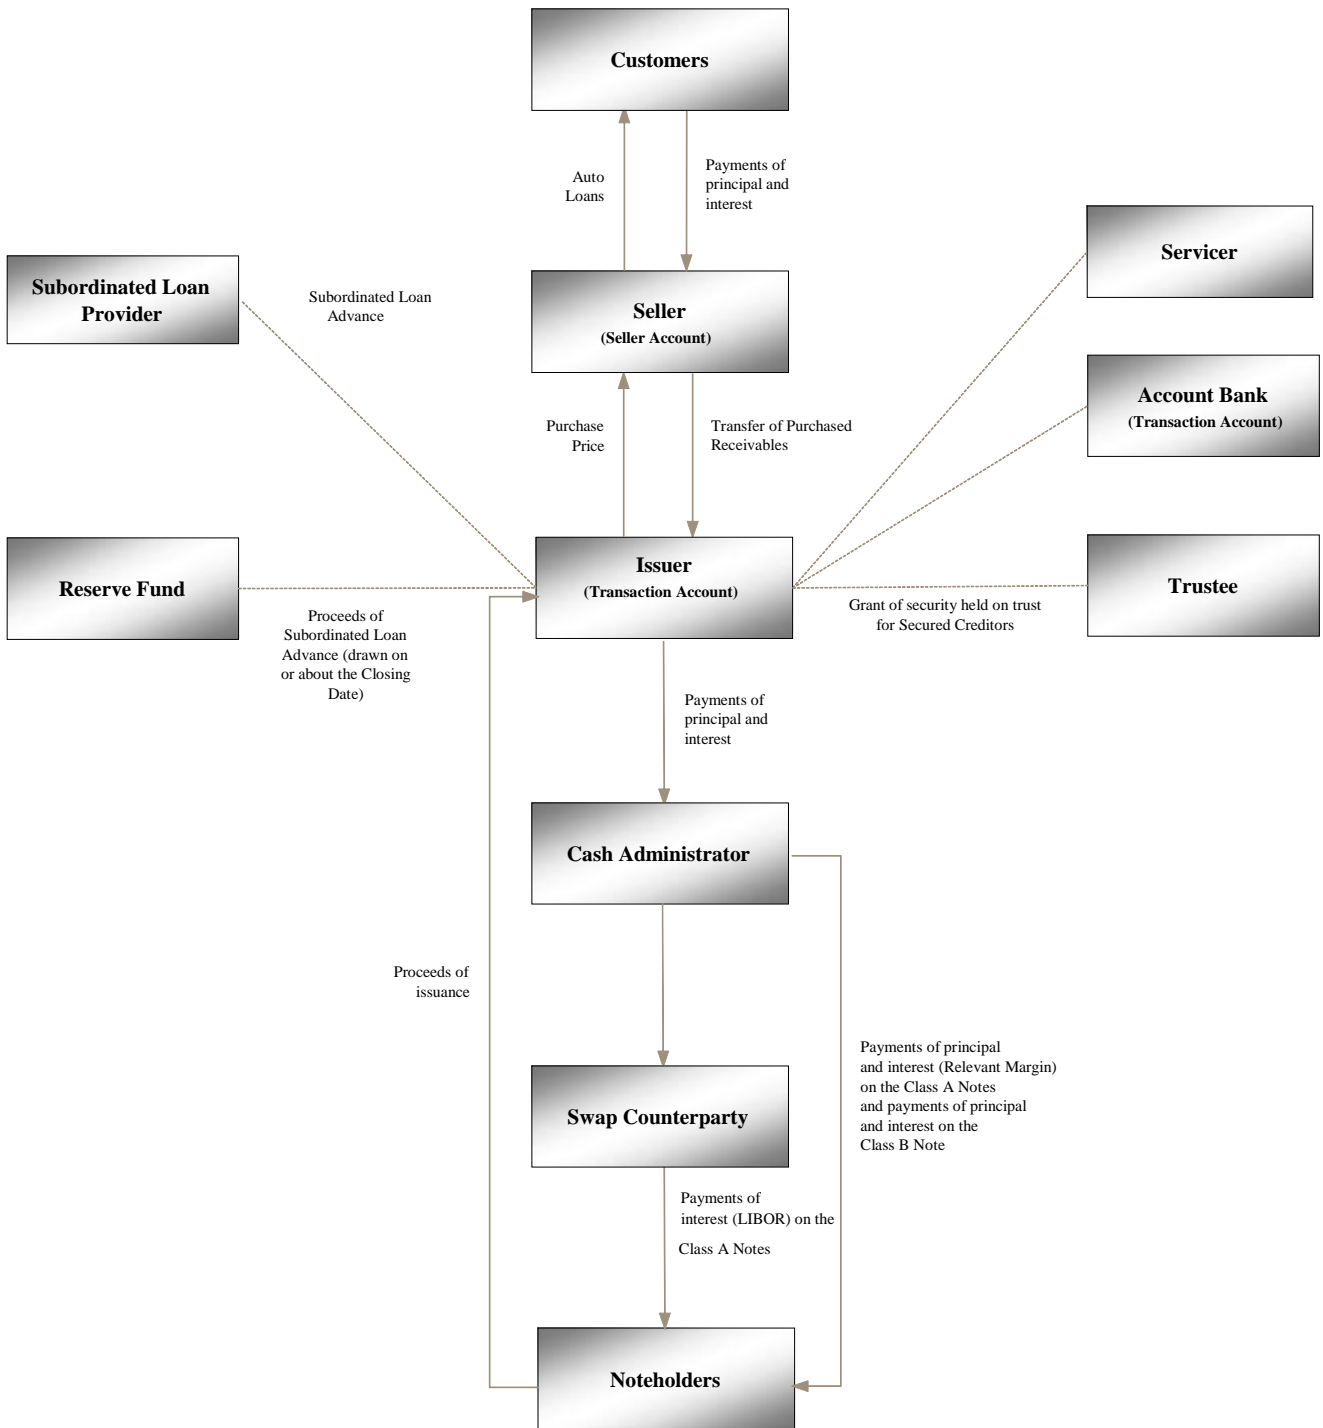 Customers
Auto
Loans
Payments of
principal and
interest
Servicer
Subordinated Loan
Provider
Subordinated Loan
Advance
Seller
(Seller Account)
Account Bank
(Transaction Account)
Purchase
Price
Transfer of Purchased
Receivables
Reserve Fund
Issuer
(Transaction Account)
Trustee
Proceeds of
Subordinated Loan
Advance (drawn on
or about the Closing
Date)
Grant of security held on trust
for Secured Creditors
Payments of
principal and
interest
Cash Administrator
Proceeds of
issuance
Payments of principal
and interest (Relevant Margin)
on the Class A Notes
and payments of principal
and interest on the
Class B Note
Swap Counterparty
Payments of
interest (LIBOR) on the
Class A Notes
Noteholders